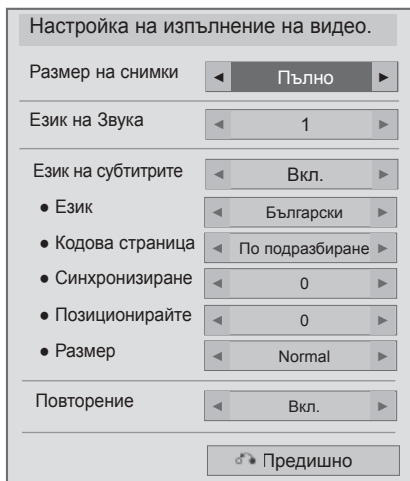 Настройка на изпълнение на видео.
Размер на снимки ◄ Пълно ►
Език на Звука ◄ 1 ►
Език на субтитрите ◄ Вкл. ►
● Език ◄ Български ►
● Кодова страница ◄ По подразбиране ►
● Синхронизиране ◄ 0 ►
● Позиционирайте ◄ 0 ►
● Размер ◄ Normal ►
Повторение ◄ Вкл. ►
Предишно